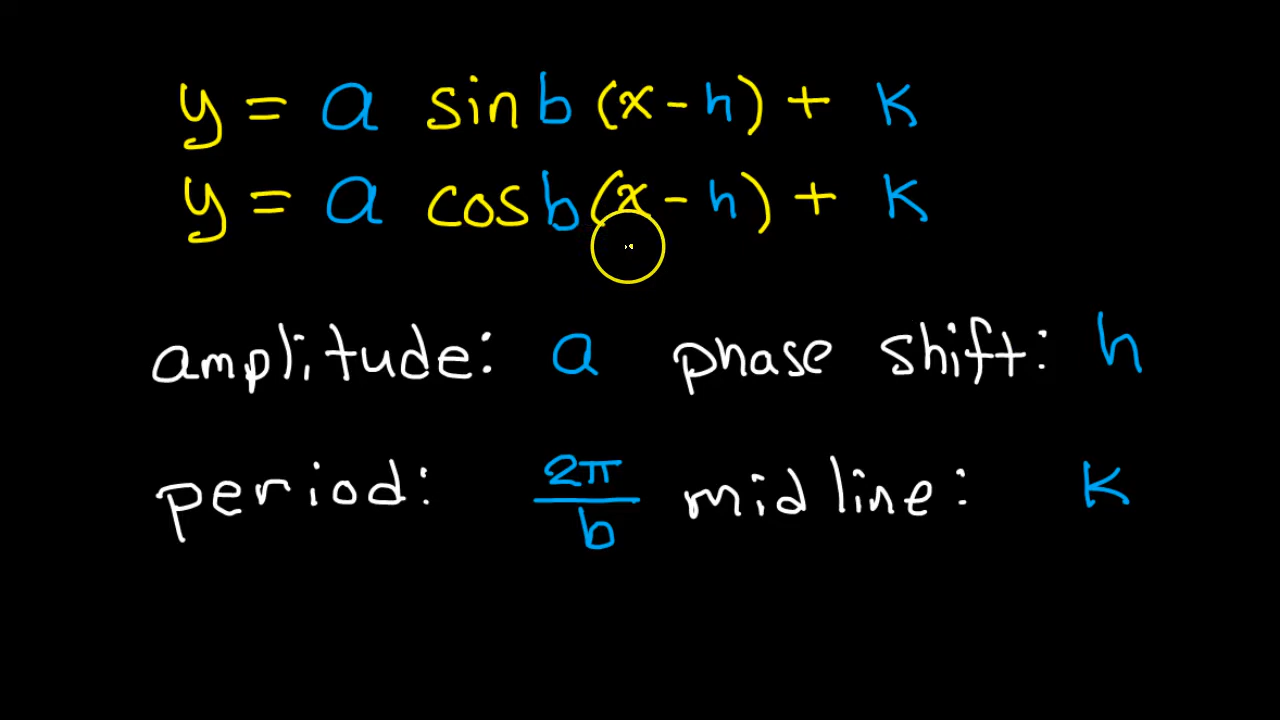 y = a sin b (x - h) + k
y = a cos b (x - h) + k
amplitude: a phase shift: h
period: 2π/b midline: k